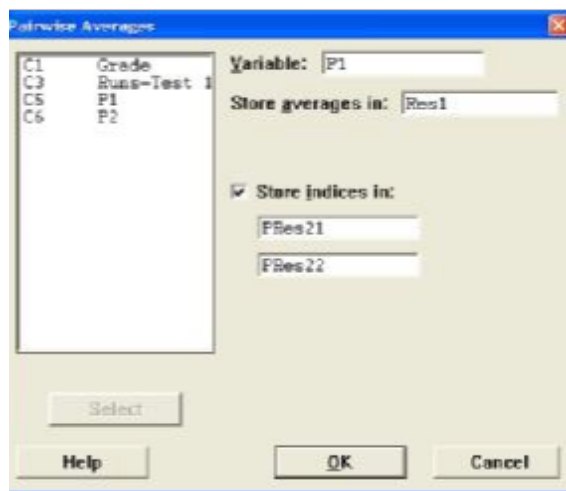 Pairwise Averages
C1 Grade
C3 Runs-Test 1
C5 P1
C6 P2
Variable: P1
Store averages in: Res1
Store indices in:
PRes21
PRes22
Select
Help
OK
Cancel